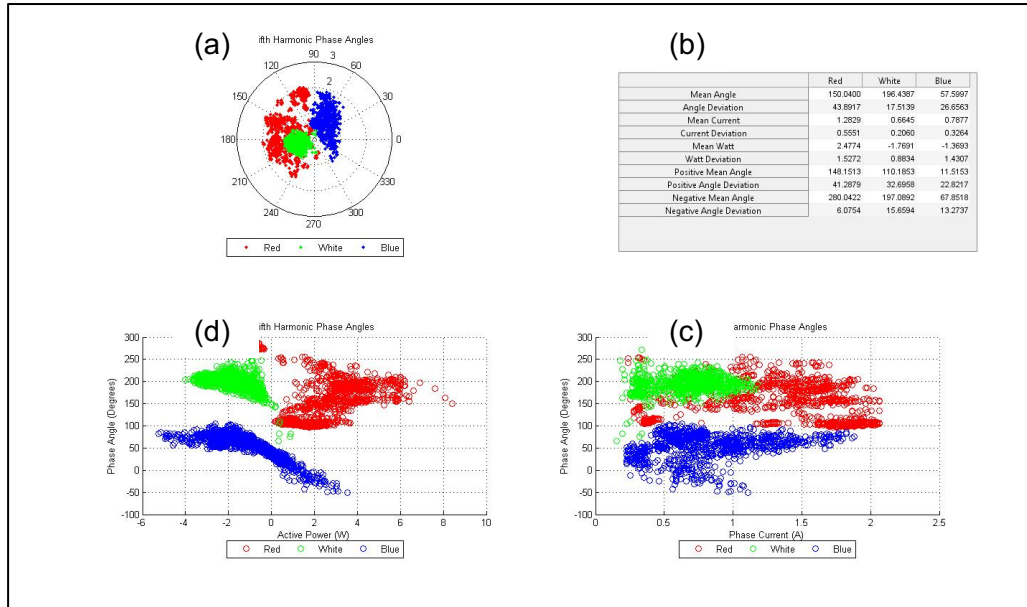 (a)
ifth Harmonic Phase Angles
90
3
120
60
2
150
30
180
0
210
330
240
300
270
Red White Blue
(b)
Red White Blue
Mean Angle 150.0400 196.4387 57.5997
Angle Deviation 43.8917 17.5139 26.6563
Mean Current 1.2829 0.6645 0.7877
Current Deviation 0.5551 0.2060 0.3264
Mean Watt 2.4774 -1.7691 -1.3693
Watt Deviation 1.5272 0.8834 1.4307
Positive Mean Angle 148.1513 110.1853 11.5153
Positive Angle Deviation 41.2879 32.6958 22.8217
Negative Mean Angle 280.0422 197.0892 67.8518
Negative Angle Deviation 6.0754 15.6594 13.2737
(d)
ifth Harmonic Phase Angles
300
250
200
150
100
50
0
-50
-100
Phase Angle (Degrees)
-6 -4 -2 0 2 4 6 8 10
Active Power (W)
Red White Blue
(c)
armonic Phase Angles
300
250
200
150
100
50
0
-50
-100
Phase Angle (Degrees)
0 0.5 1 1.5 2 2.5
Phase Current (A)
Red White Blue